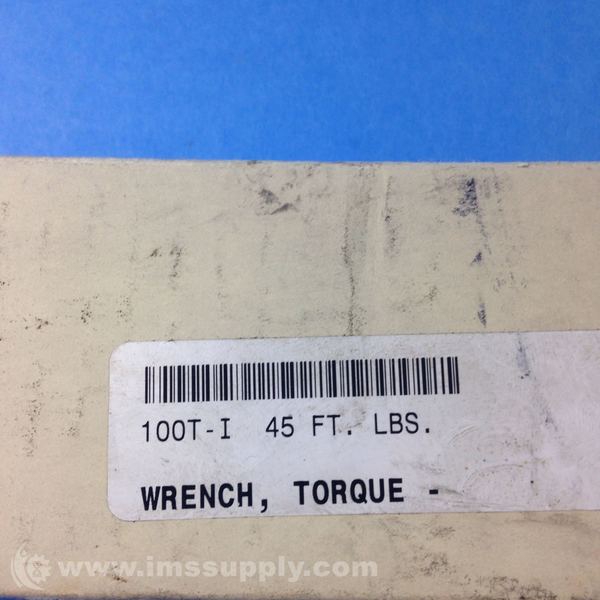 100T-I 45 FT. LBS.
WRENCH, TORQUE -
www.imssupply.com